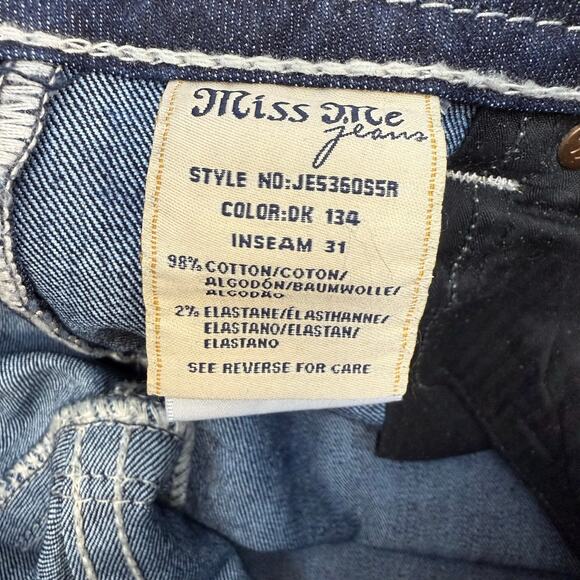 Miss Me
jeans
STYLE NO:JE5360S5R
COLOR:DK 134
INSEAM 31
98% COTTON/COTON/
ALGODÓN/BAUMWOLLE/
ALGODÃO
2% ELASTANE/ÉLASTHANNE/
ELASTANO/ELASTAN/
ELASTANO
SEE REVERSE FOR CARE